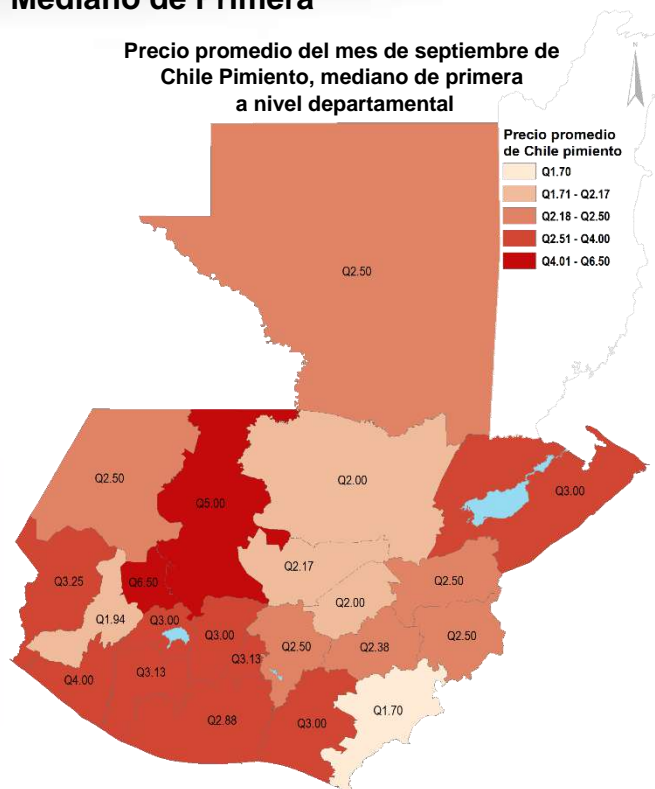 Mediano de Primera
Precio promedio del mes de septiembre de
Chile Pimiento, mediano de primera
a nivel departamental
N
Precio promedio
de Chile pimiento
Q1.70
Q1.71 - Q2.17
Q2.18 - Q2.50
Q2.51 - Q4.00
Q4.01 - Q6.50
Q2.50
Q2.50
Q5.00
Q2.00
Q3.00
Q3.25
Q6.50
Q2.17
Q2.50
Q1.94
Q3.00
Q3.00
Q2.00
Q2.50
Q2.50
Q2.38
Q4.00
Q3.13
Q3.13
Q2.88
Q3.00
Q1.70